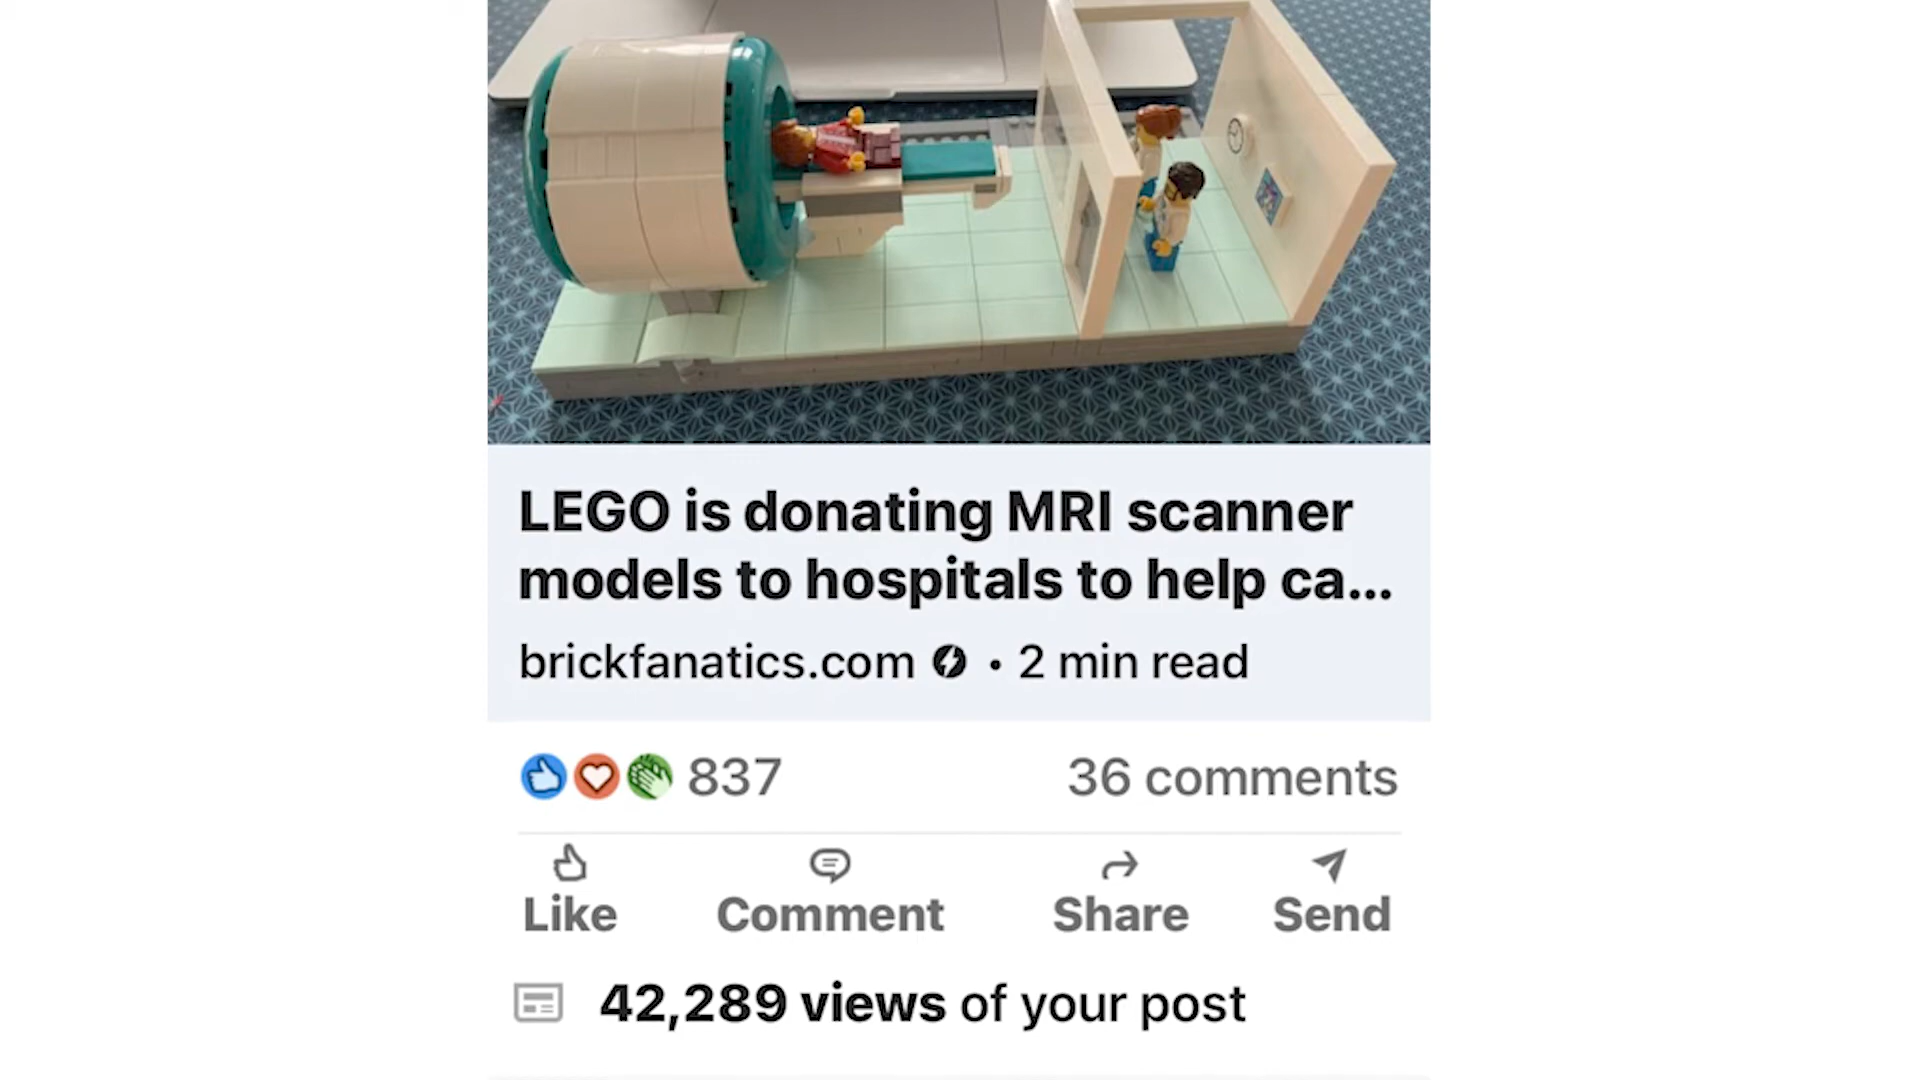 LEGO is donating MRI scanner
models to hospitals to help ca...
brickfanatics.com • 2 min read
837 36 comments
Like Comment Share Send
42,289 views of your post